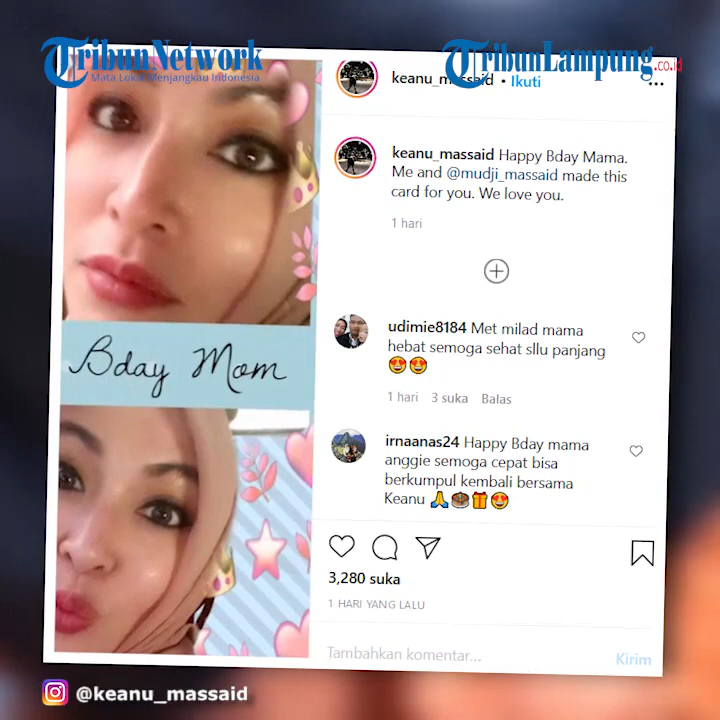 Tribun Network
Mata Lokal Menjangkau Indonesia
TribunLampung.co.id
keanu_massaid • Ikuti
keanu_massaid Happy Bday Mama.
Me and @mudji_massaid made this
card for you. We love you.
1 hari
Bday Mom
udimie8184 Met milad mama
hebat semoga sehat sllu panjang
😍😍
1 hari 3 suka Balas
irnaanas24 Happy Bday mama
anggie semoga cepat bisa
berkumpul kembali bersama
Keanu 🙏🎂🎁😍
3,280 suka
1 HARI YANG LALU
Tambahkan komentar...
Kirim
@keanu_massaid